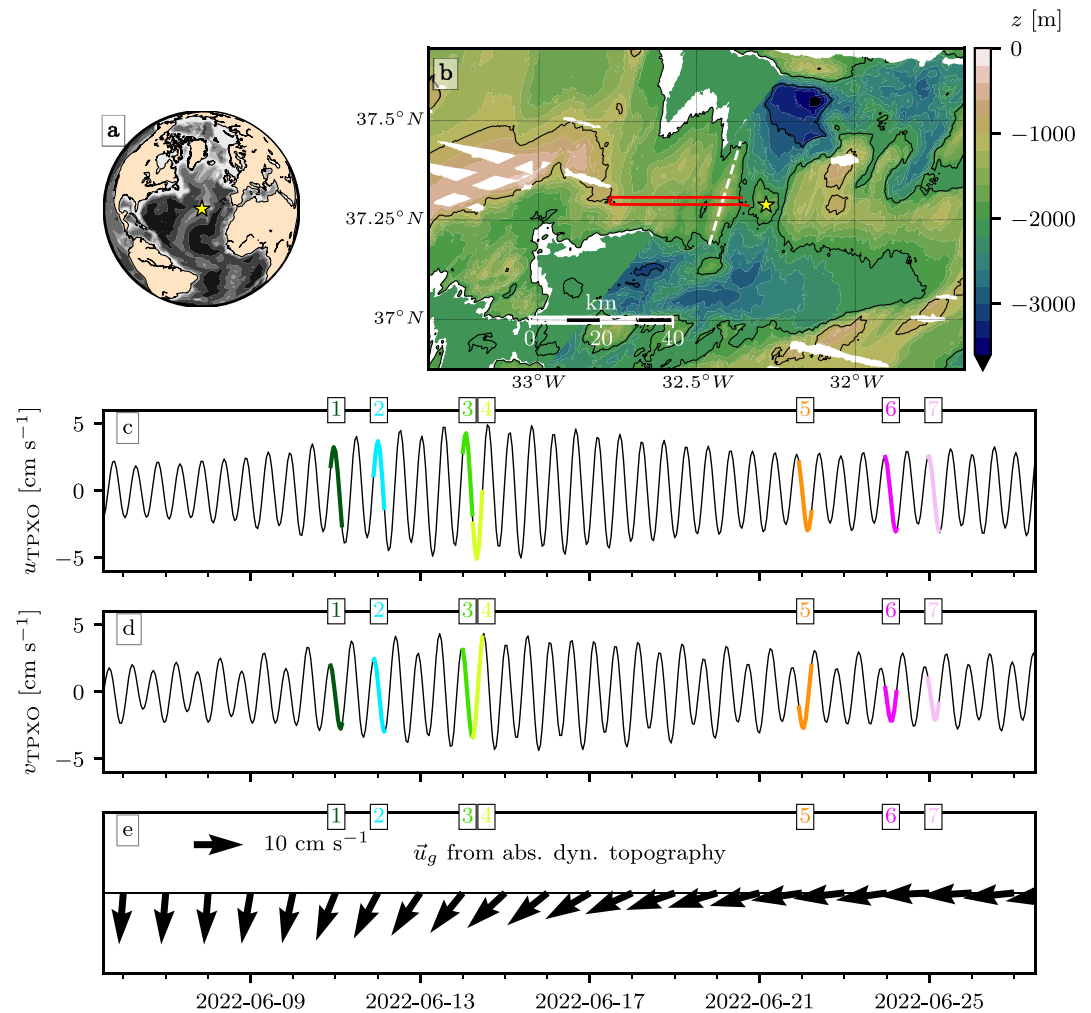 z [m]
a
b
0
−1000
−2000
−3000
37.5°N
37.25°N
37°N
km
0 20 40
33°W 32.5°W 32°W
1 2 3 4 5 6 7
c
u_TPXO [cm s⁻¹]
5
0
−5
1 2 3 4 5 6 7
d
v_TPXO [cm s⁻¹]
5
0
−5
1 2 3 4 5 6 7
e
10 cm s⁻¹
u⃗_g from abs. dyn. topography
2022-06-09 2022-06-13 2022-06-17 2022-06-21 2022-06-25